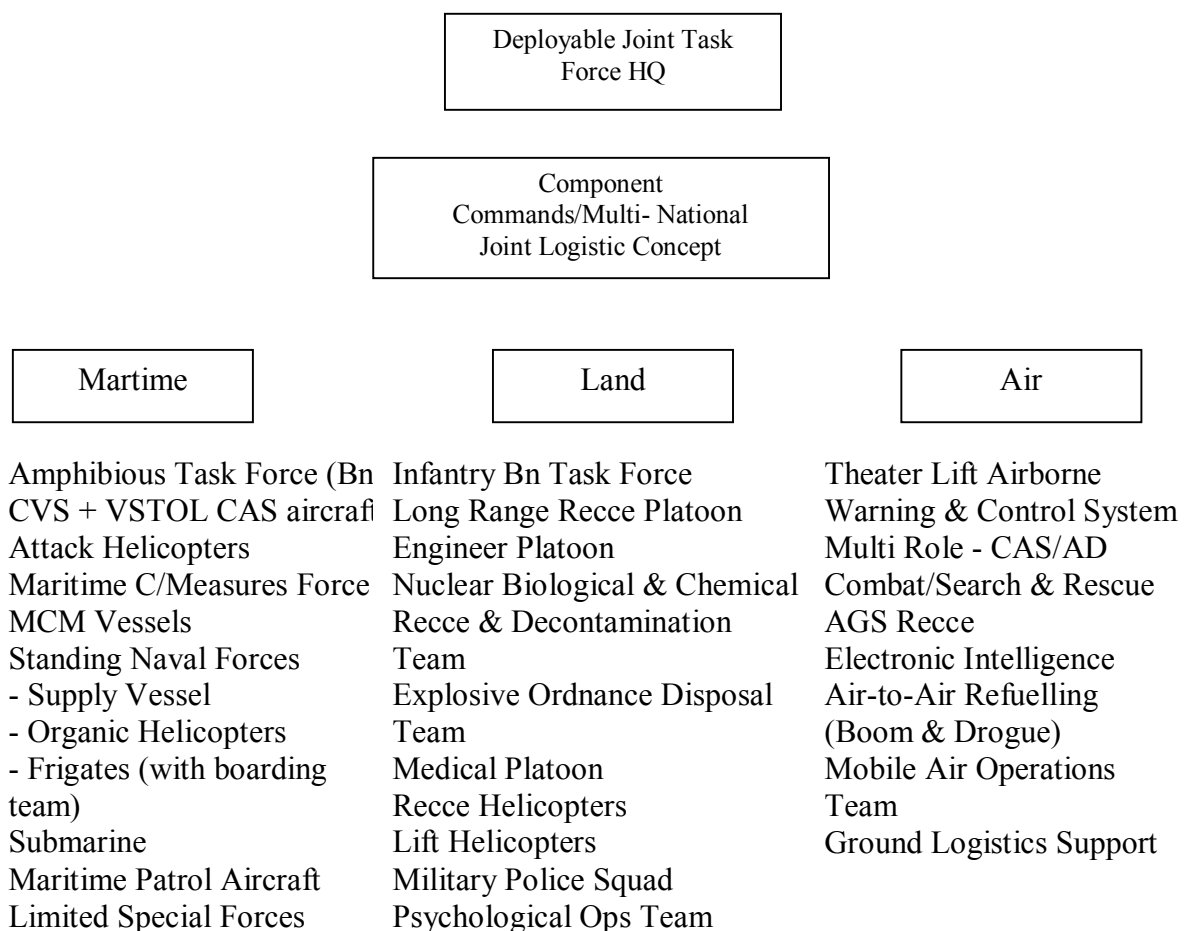 Deployable Joint Task
Force HQ
Component
Commands/Multi- National
Joint Logistic Concept
Martime
Land
Air
Amphibious Task Force (Bn
CVS + VSTOL CAS aircraft
Attack Helicopters
Maritime C/Measures Force
MCM Vessels
Standing Naval Forces
- Supply Vessel
- Organic Helicopters
- Frigates (with boarding
team)
Submarine
Maritime Patrol Aircraft
Limited Special Forces
Infantry Bn Task Force
Long Range Recce Platoon
Engineer Platoon
Nuclear Biological & Chemical
Recce & Decontamination
Team
Explosive Ordnance Disposal
Team
Medical Platoon
Recce Helicopters
Lift Helicopters
Military Police Squad
Psychological Ops Team
Theater Lift Airborne
Warning & Control System
Multi Role - CAS/AD
Combat/Search & Rescue
AGS Recce
Electronic Intelligence
Air-to-Air Refuelling
(Boom & Drogue)
Mobile Air Operations
Team
Ground Logistics Support